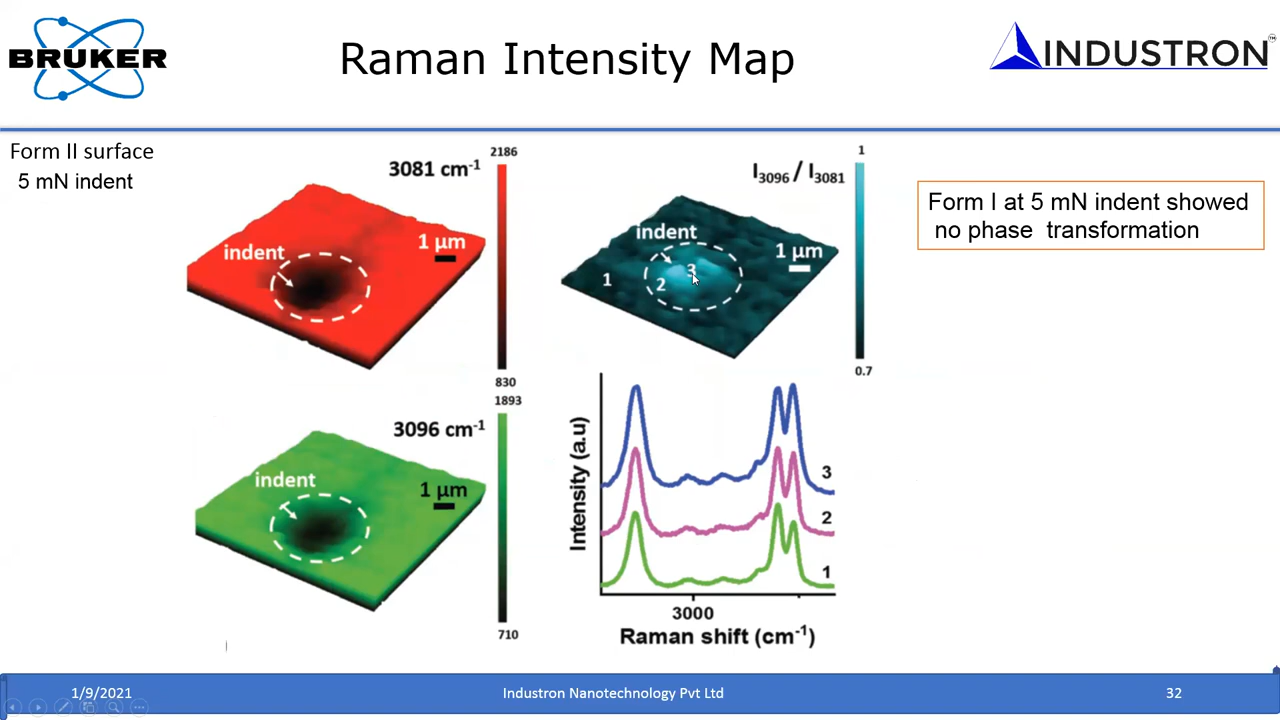 BRUKER
Raman Intensity Map
INDUSTRON™
Form II surface
5 mN indent
3081 cm⁻¹
2186
indent
1 µm
830
I₃₀₉₆ / I₃₀₈₁
1
indent
1 µm
1
2
3
0.7
Form I at 5 mN indent showed
no phase transformation
3096 cm⁻¹
1893
indent
1 µm
710
Intensity (a.u)
3
2
1
3000
Raman shift (cm⁻¹)
1/9/2021
Industron Nanotechnology Pvt Ltd
32